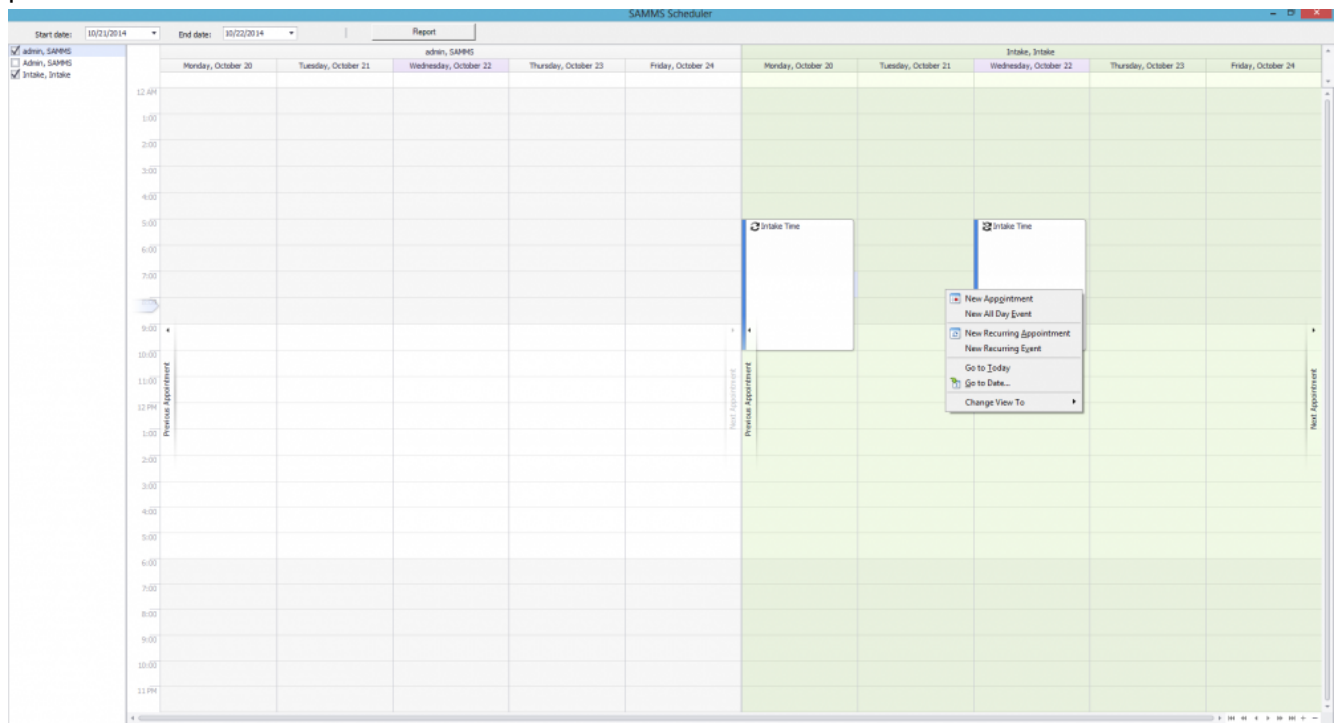 SAMMS Scheduler
Start date: 10/21/2014 End date: 10/22/2014 Report
admin, SAMMS
Admin, SAMMS
Intake, Intake
admin, SAMMS Intake, Intake
Monday, October 20 Tuesday, October 21 Wednesday, October 22 Thursday, October 23 Friday, October 24 Monday, October 20 Tuesday, October 21 Wednesday, October 22 Thursday, October 23 Friday, October 24
12 AM
1:00
2:00
3:00
4:00
5:00
Intake Time Intake Time
6:00
7:00
New Appointment
New All Day Event
9:00
New Recurring Appointment
New Recurring Event
10:00
Go to Today
11:00
Go to Date...
Change View To
12 PM
1:00
Previous Appointment
Next Appointment
Previous Appointment
Next Appointment
2:00
3:00
4:00
5:00
6:00
7:00
8:00
9:00
10:00
11 PM